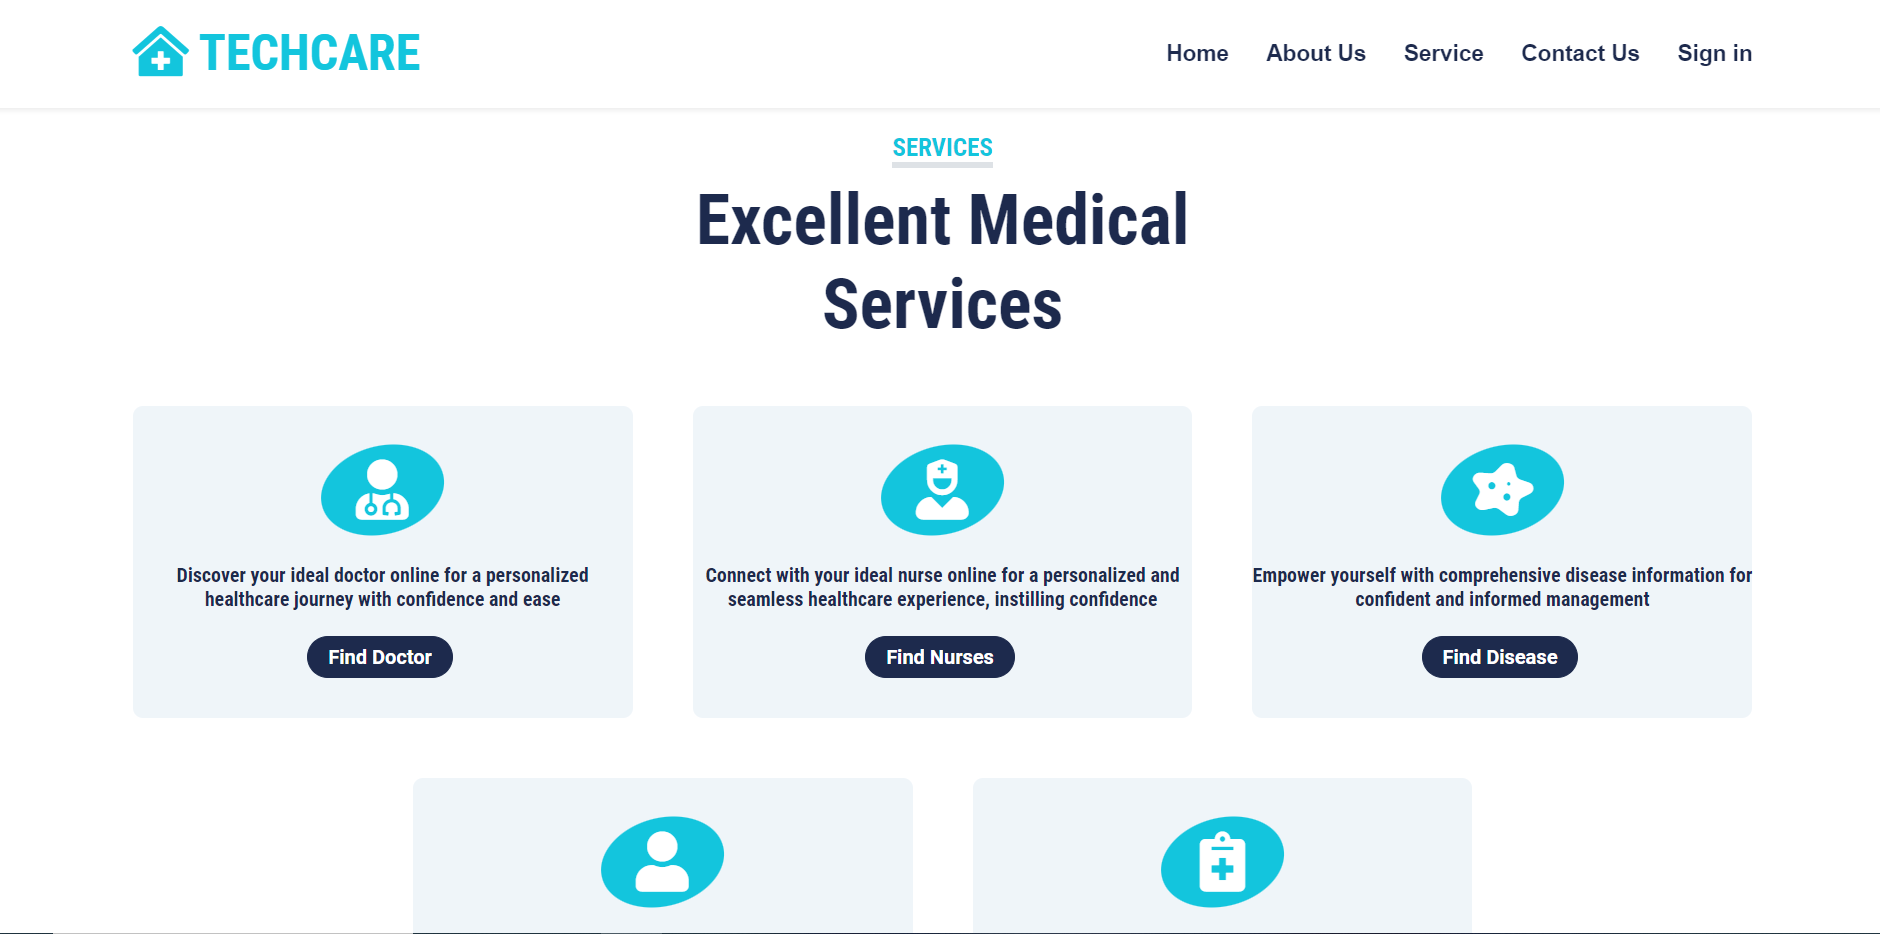 TECHCARE
Home
About Us
Service
Contact Us
Sign in
SERVICES
Excellent Medical
Services
Discover your ideal doctor online for a personalized
healthcare journey with confidence and ease
Find Doctor
Connect with your ideal nurse online for a personalized and
seamless healthcare experience, instilling confidence
Find Nurses
Empower yourself with comprehensive disease information for
confident and informed management
Find Disease